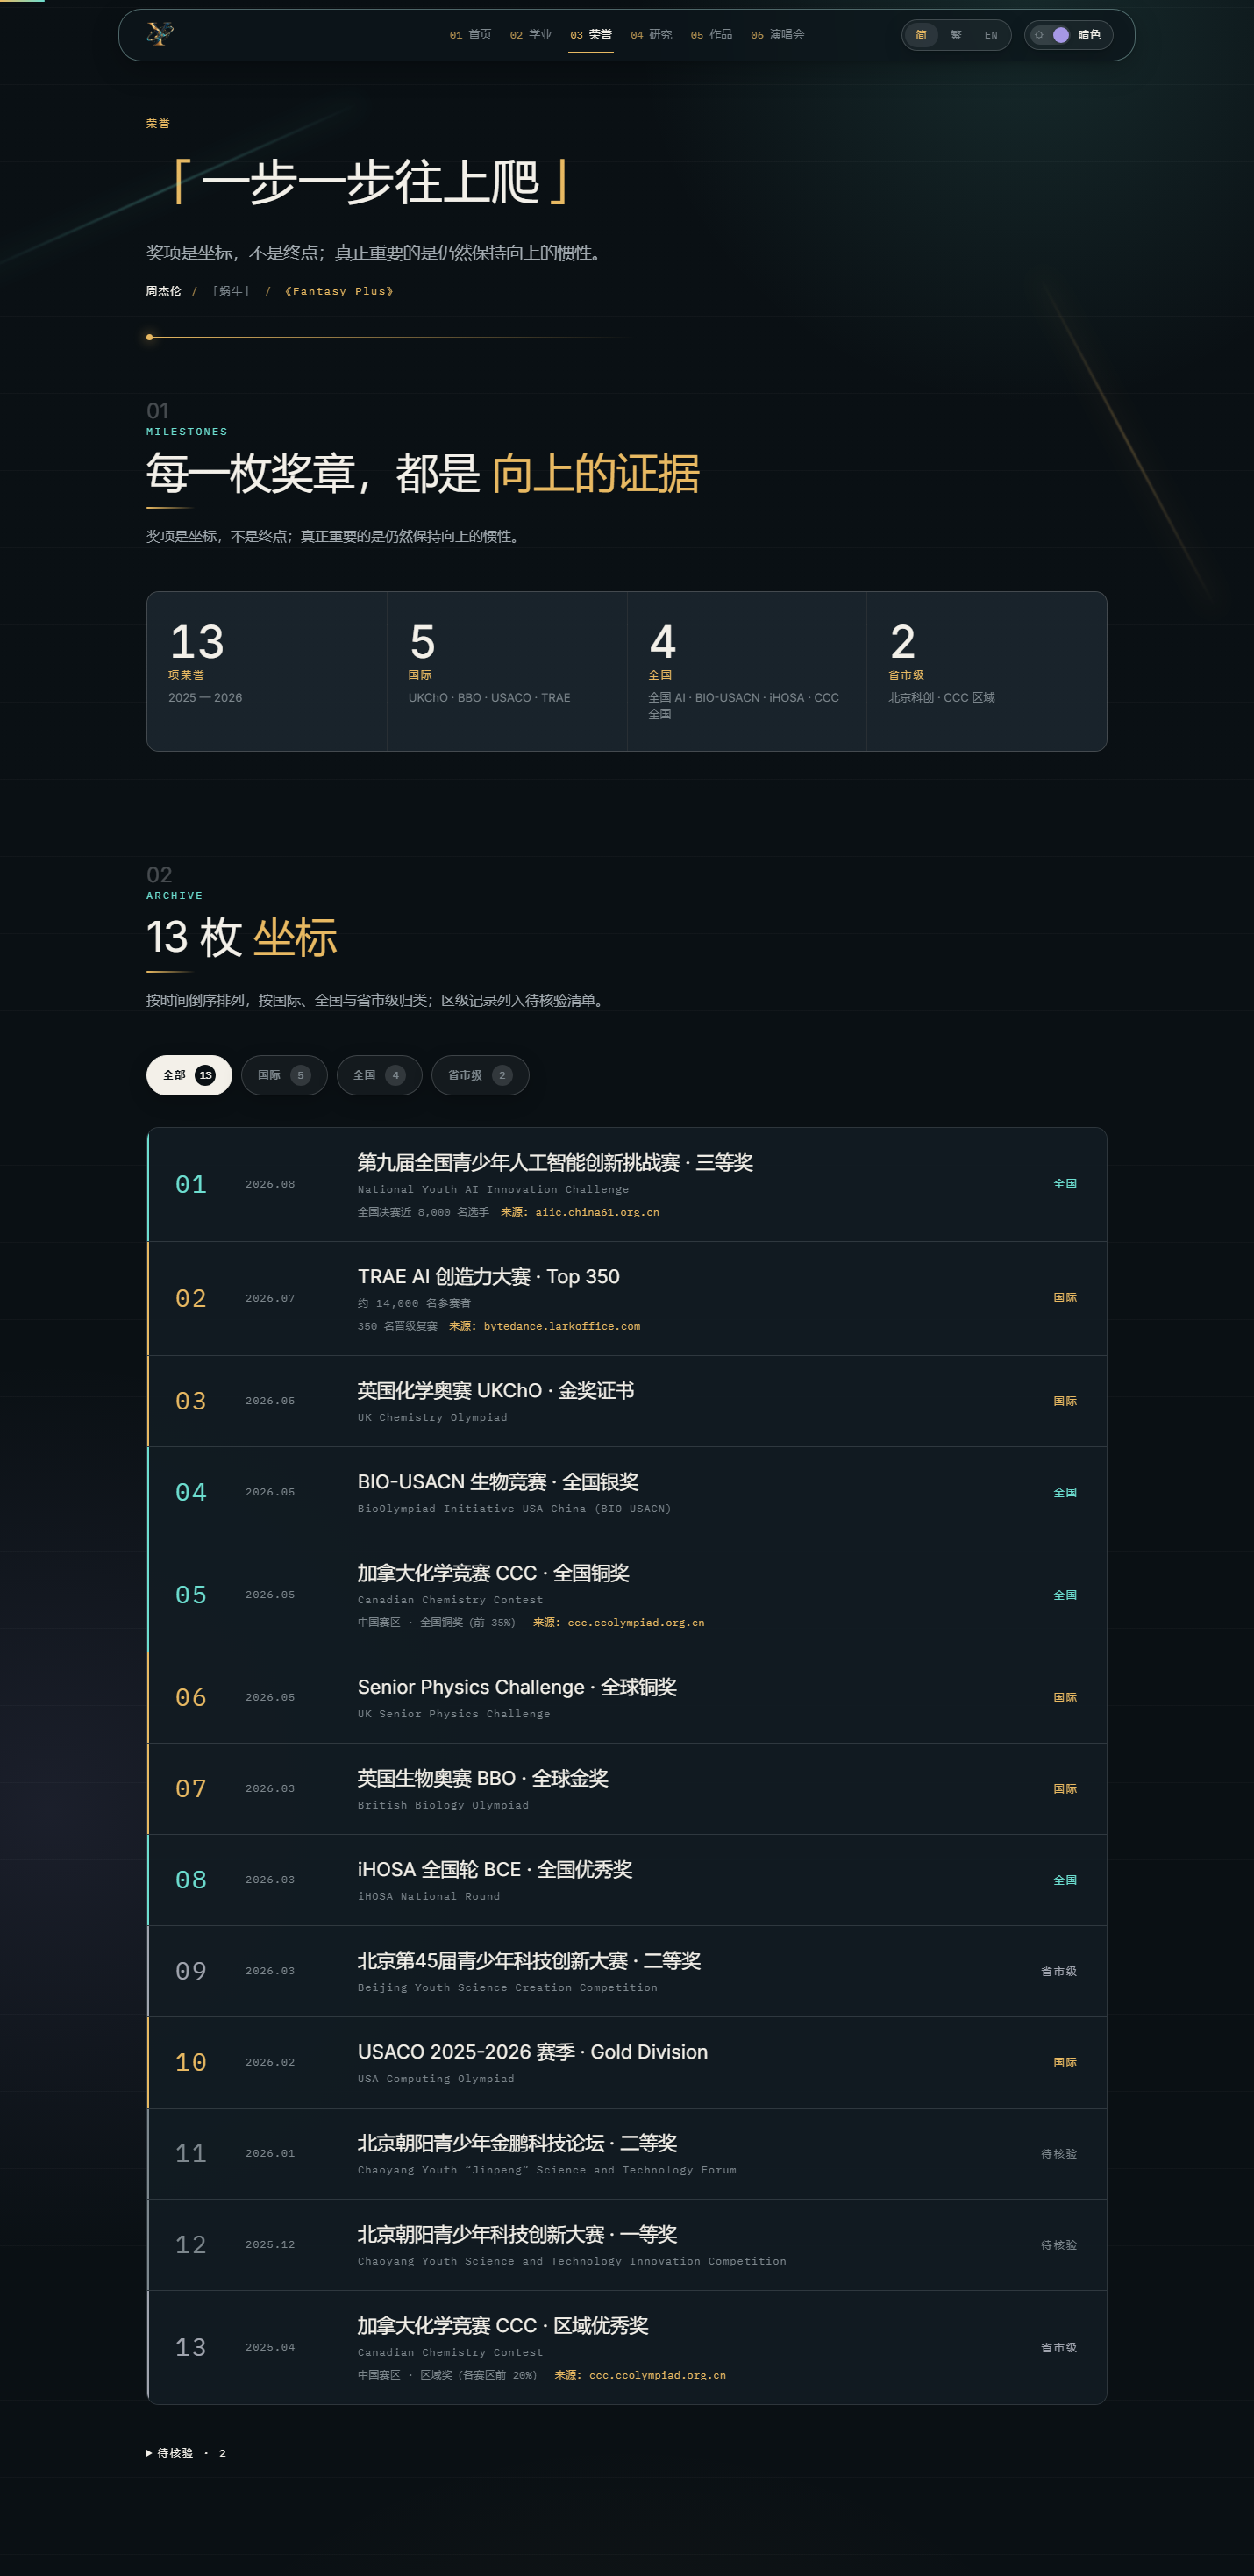 01 首页 02 学业 03 荣誉 04 研究 05 作品 06 演唱会 简 繁 EN 暗色
荣誉
「一步一步往上爬」
奖项是坐标，不是终点；真正重要的是仍然保持向上的惯性。
周杰伦 / 「蜗牛」 / 《Fantasy Plus》
01
MILESTONES
每一枚奖章，都是 向上的证据
奖项是坐标，不是终点；真正重要的是仍然保持向上的惯性。
13
项荣誉
2025 — 2026
5
国际
UKChO · BBO · USACO · TRAE
4
全国
全国 AI · BIO-USACN · iHOSA · CCC
全国
2
省市级
北京科创 · CCC 区域
02
ARCHIVE
13 枚 坐标
按时间倒序排列，按国际、全国与省市级归类；区级记录列入待核验清单。
全部 13 国际 5 全国 4 省市级 2
01 2026.08 第九届全国青少年人工智能创新挑战赛 · 三等奖 全国
National Youth AI Innovation Challenge
全国决赛近 8,000 名选手 来源: aiic.china61.org.cn
02 2026.07 TRAE AI 创造力大赛 · Top 350 国际
约 14,000 名参赛者
350 名晋级复赛 来源: bytedance.larkoffice.com
03 2026.05 英国化学奥赛 UKChO · 金奖证书 国际
UK Chemistry Olympiad
04 2026.05 BIO-USACN 生物竞赛 · 全国银奖 全国
BioOlympiad Initiative USA-China (BIO-USACN)
05 2026.05 加拿大化学竞赛 CCC · 全国铜奖 全国
Canadian Chemistry Contest
中国赛区 · 全国铜奖（前 35%） 来源: ccc.ccolympiad.org.cn
06 2026.05 Senior Physics Challenge · 全球铜奖 国际
UK Senior Physics Challenge
07 2026.03 英国生物奥赛 BBO · 全球金奖 国际
British Biology Olympiad
08 2026.03 iHOSA 全国轮 BCE · 全国优秀奖 全国
iHOSA National Round
09 2026.03 北京第45届青少年科技创新大赛 · 二等奖 省市级
Beijing Youth Science Creation Competition
10 2026.02 USACO 2025-2026 赛季 · Gold Division 国际
USA Computing Olympiad
11 2026.01 北京朝阳青少年金鹏科技论坛 · 二等奖 待核验
Chaoyang Youth “Jinpeng” Science and Technology Forum
12 2025.12 北京朝阳青少年科技创新大赛 · 一等奖 待核验
Chaoyang Youth Science and Technology Innovation Competition
13 2025.04 加拿大化学竞赛 CCC · 区域优秀奖 省市级
Canadian Chemistry Contest
中国赛区 · 区域奖（各赛区前 20%） 来源: ccc.ccolympiad.org.cn
▶ 待核验 · 2